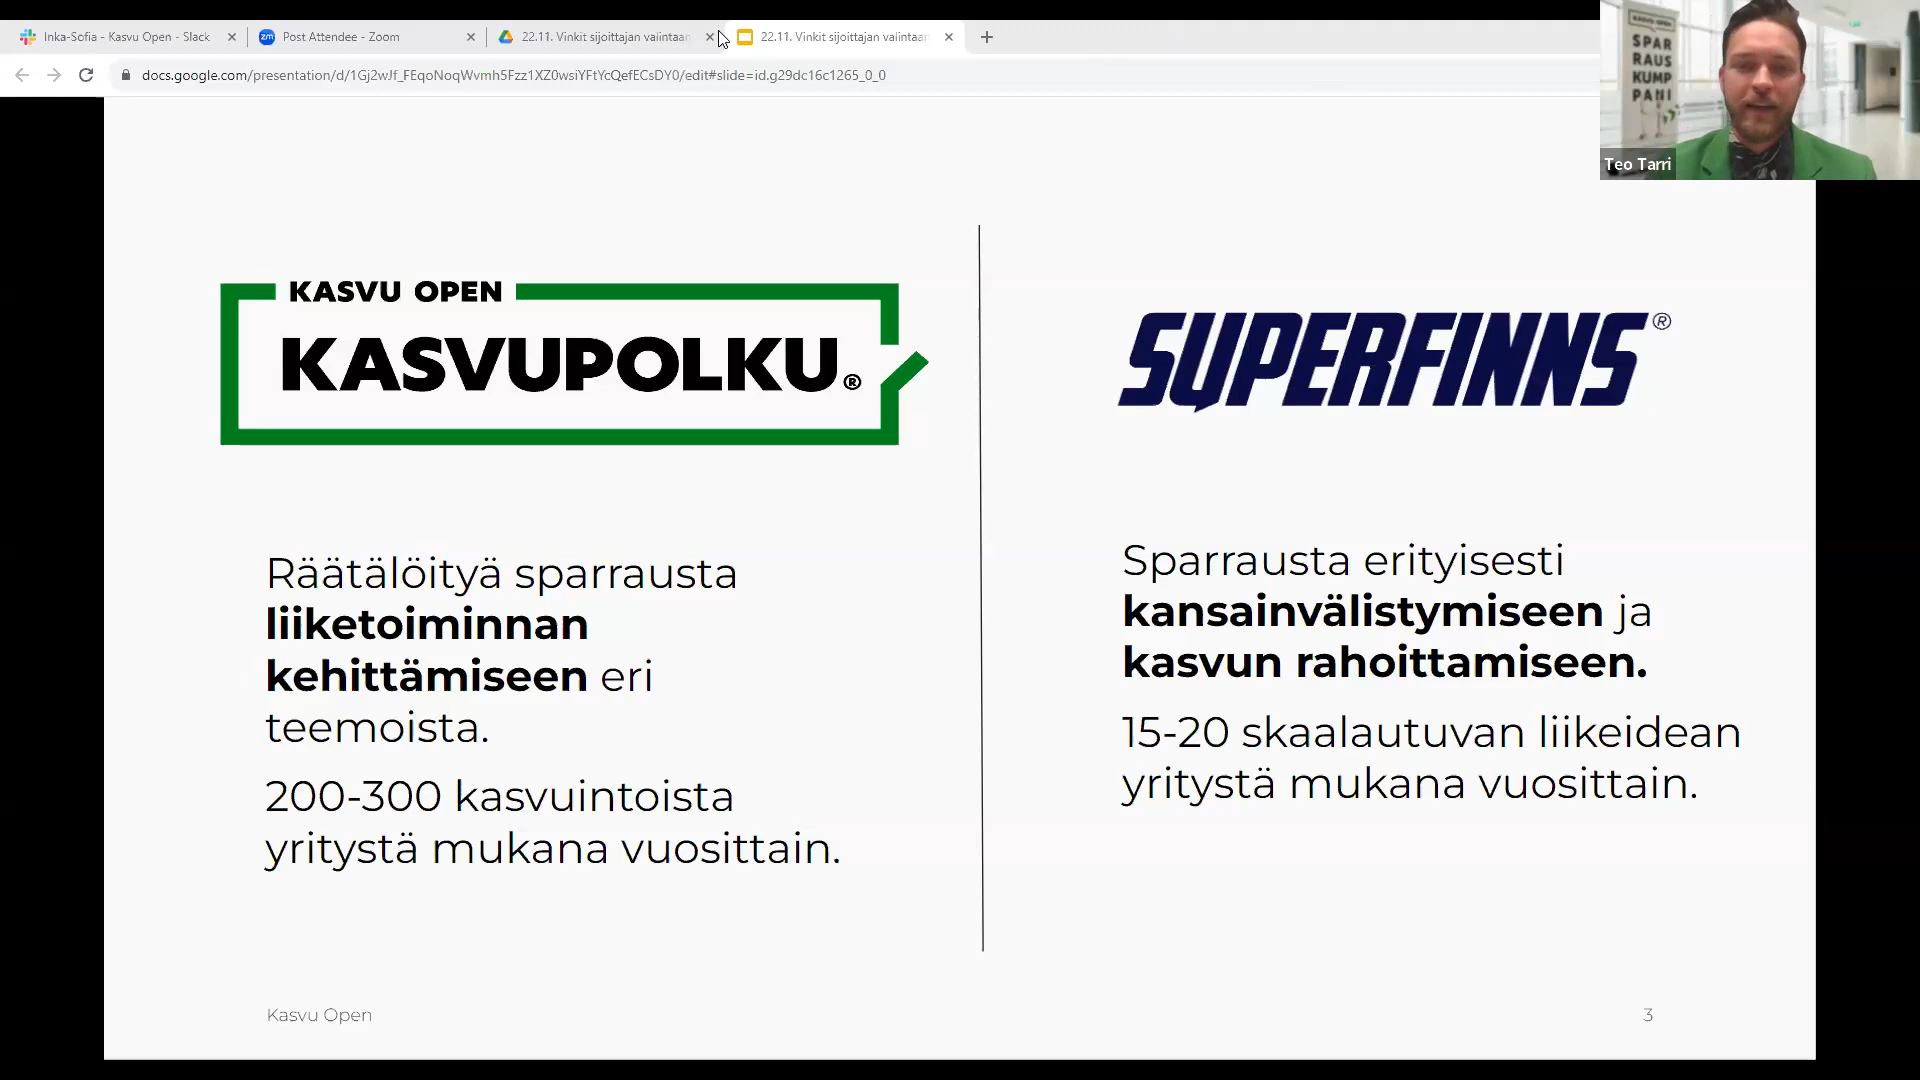 Inka-Sofia - Kasvu Open - Slack
zm Post Attendee - Zoom
22.11. Vinkit sijoittajan valintaan
22.11. Vinkit sijoittajan valintaan
docs.google.com/presentation/d/1Gj2wJf_FEqoNoqWvmh5Fzz1XZ0wsiYFtYcQefECsDY0/edit#slide=id.g29dc16c1265_0_0
KASVU OPEN
SPAR
RAUS
KUMP
PANI
Teo Tarri
KASVU OPEN
KASVUPOLKU®
Räätälöityä sparrausta
liiketoiminnan
kehittämiseen eri
teemoista.
200-300 kasvuintoista
yritystä mukana vuosittain.
SUPERFINNS®
Sparrausta erityisesti
kansainvälistymiseen ja
kasvun rahoittamiseen.
15-20 skaalautuvan liikeidean
yritystä mukana vuosittain.
Kasvu Open
3